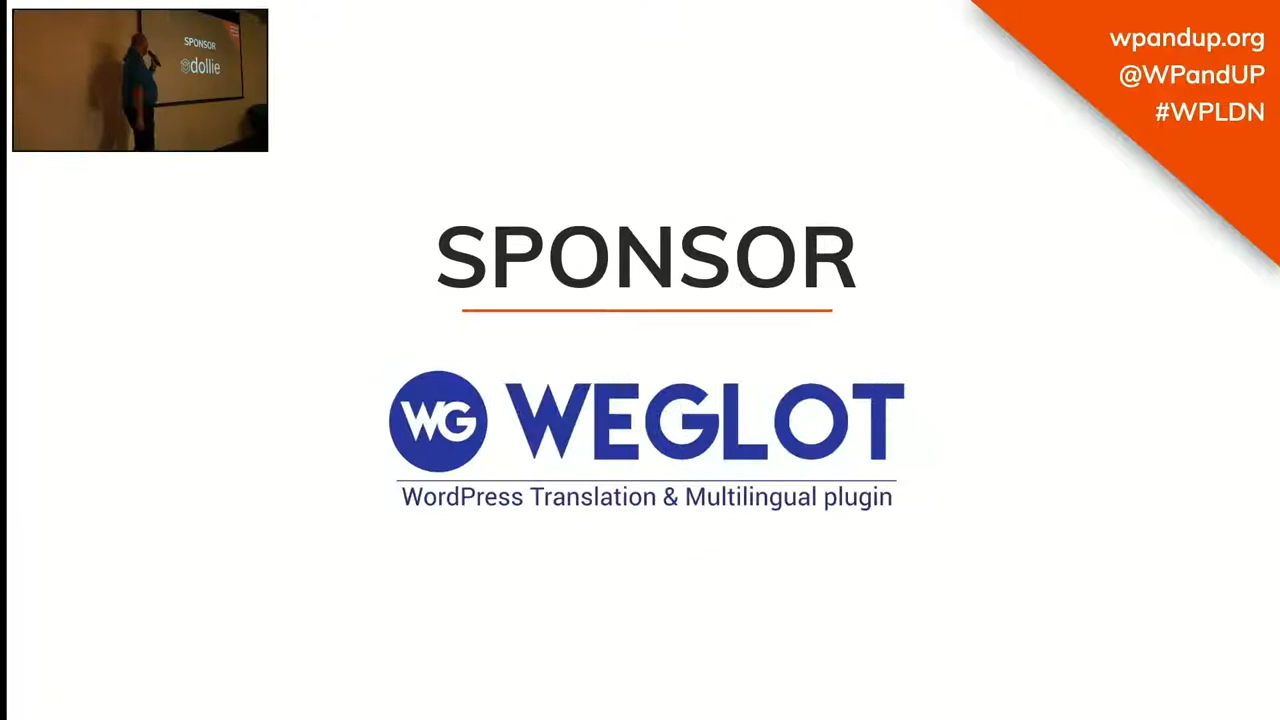 SPONSOR
dollie
wpandup.org
@WPandUP
#WPLDN
SPONSOR
WG WEGLOT
WordPress Translation & Multilingual plugin